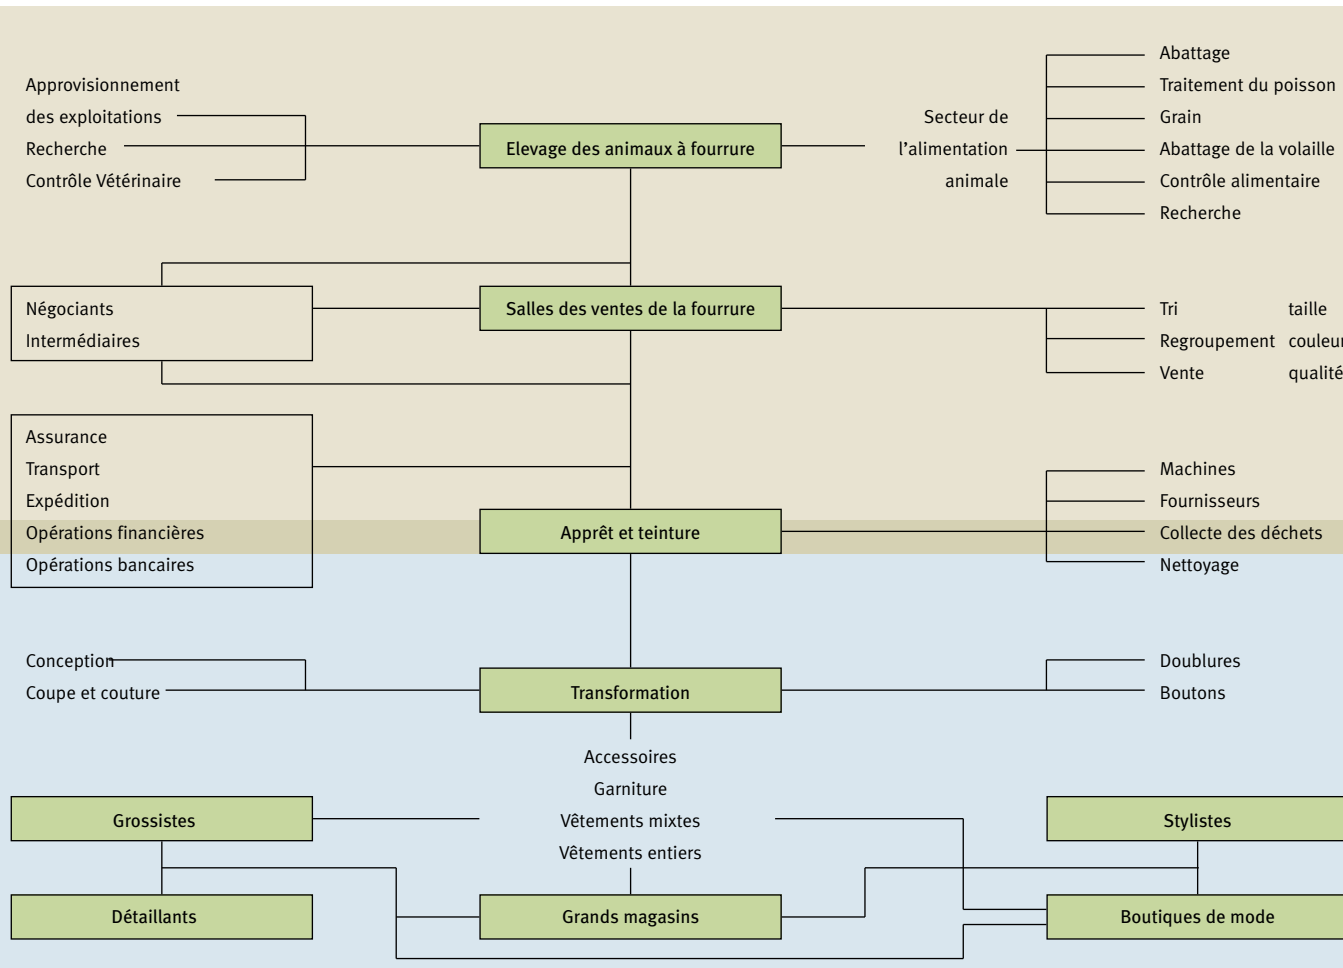 Approvisionnement
des exploitations
Recherche
Contrôle Vétérinaire
Elevage des animaux à fourrure
Secteur de
l'alimentation
animale
Abattage
Traitement du poisson
Grain
Abattage de la volaille
Contrôle alimentaire
Recherche
Négociants
Intermédiaires
Salles des ventes de la fourrure
Tri taille
Regroupement couleur
Vente qualité
Assurance
Transport
Expédition
Opérations financières
Opérations bancaires
Apprêt et teinture
Machines
Fournisseurs
Collecte des déchets
Nettoyage
Conception
Coupe et couture
Transformation
Doublures
Boutons
Accessoires
Garniture
Vêtements mixtes
Vêtements entiers
Grossistes
Stylistes
Détaillants
Grands magasins
Boutiques de mode